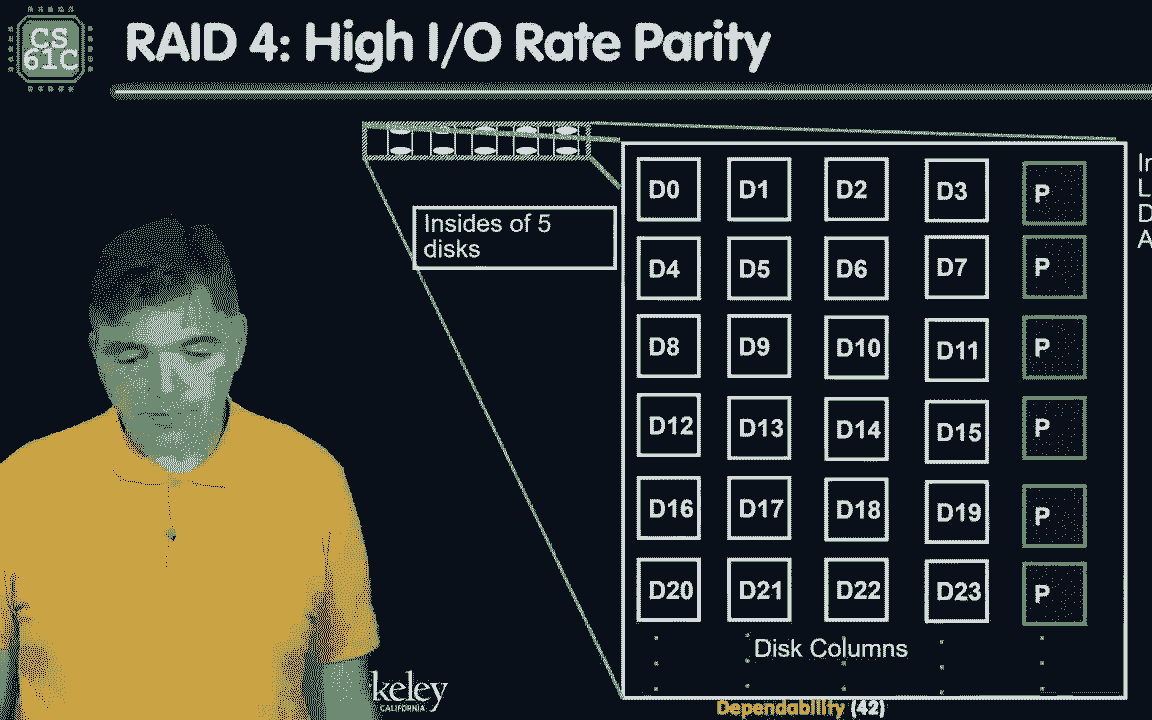 CS
61C
RAID 4: High I/O Rate Parity
Insides of 5
disks
D0 D1 D2 D3 P
D4 D5 D6 D7 P
D8 D9 D10 D11 P
D12 D13 D14 D15 P
D16 D17 D18 D19 P
D20 D21 D22 D23 P
Disk Columns
keley
CALIFORNIA
Dependability (42)